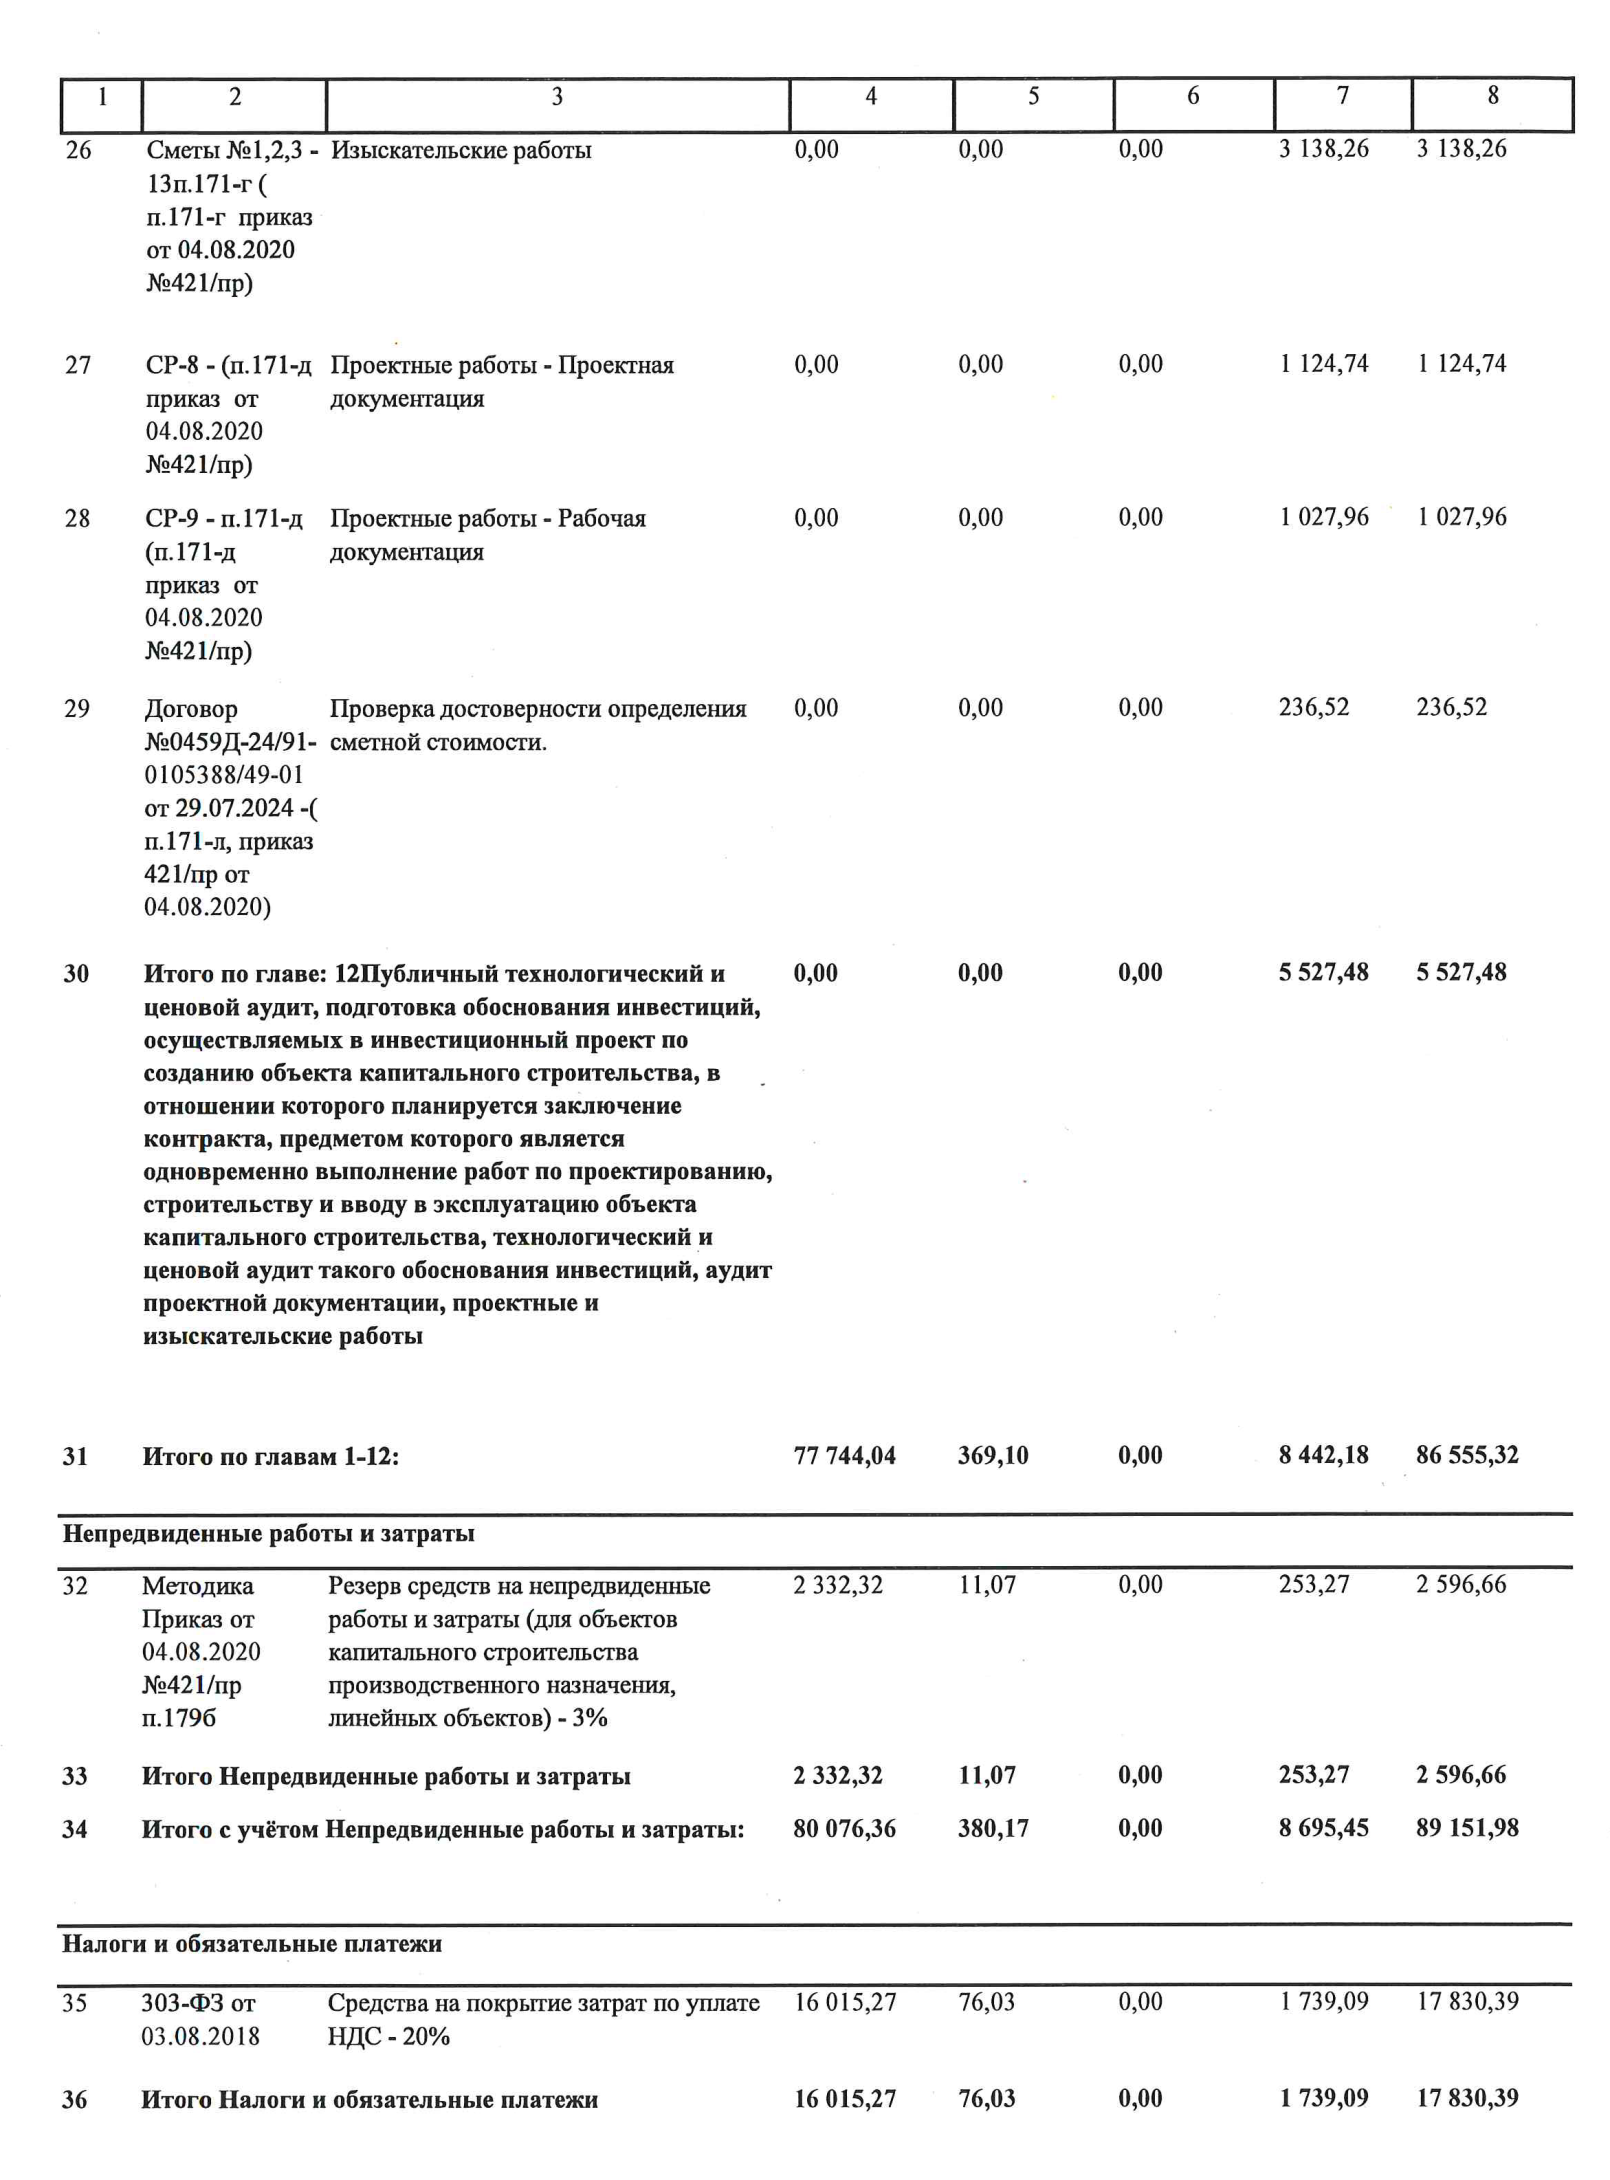 1 2 3 4 5 6 7 8
26 Сметы №1,2,3 - Изыскательские работы 0,00 0,00 0,00 3 138,26 3 138,26
13п.171-г (
п.171-г приказ
от 04.08.2020
№421/пр)
27 СР-8 - (п.171-д Проектные работы - Проектная 0,00 0,00 0,00 1 124,74 1 124,74
приказ от документация
04.08.2020
№421/пр)
28 СР-9 - п.171-д Проектные работы - Рабочая 0,00 0,00 0,00 1 027,96 1 027,96
(п.171-д документация
приказ от
04.08.2020
№421/пр)
29 Договор Проверка достоверности определения 0,00 0,00 0,00 236,52 236,52
№0459Д-24/91- сметной стоимости.
0105388/49-01
от 29.07.2024 -(
п.171-л, приказ
421/пр от
04.08.2020)
30 Итого по главе: 12Публичный технологический и 0,00 0,00 0,00 5 527,48 5 527,48
ценовой аудит, подготовка обоснования инвестиций,
осуществляемых в инвестиционный проект по
созданию объекта капитального строительства, в
отношении которого планируется заключение
контракта, предметом которого является
одновременно выполнение работ по проектированию,
строительству и вводу в эксплуатацию объекта
капитального строительства, технологический и
ценовой аудит такого обоснования инвестиций, аудит
проектной документации, проектные и
изыскательские работы
31 Итого по главам 1-12: 77 744,04 369,10 0,00 8 442,18 86 555,32
Непредвиденные работы и затраты
32 Методика Резерв средств на непредвиденные 2 332,32 11,07 0,00 253,27 2 596,66
Приказ от работы и затраты (для объектов
04.08.2020 капитального строительства
№421/пр производственного назначения,
п.179б линейных объектов) - 3%
33 Итого Непредвиденные работы и затраты 2 332,32 11,07 0,00 253,27 2 596,66
34 Итого с учётом Непредвиденные работы и затраты: 80 076,36 380,17 0,00 8 695,45 89 151,98
Налоги и обязательные платежи
35 303-ФЗ от Средства на покрытие затрат по уплате 16 015,27 76,03 0,00 1 739,09 17 830,39
03.08.2018 НДС - 20%
36 Итого Налоги и обязательные платежи 16 015,27 76,03 0,00 1 739,09 17 830,39